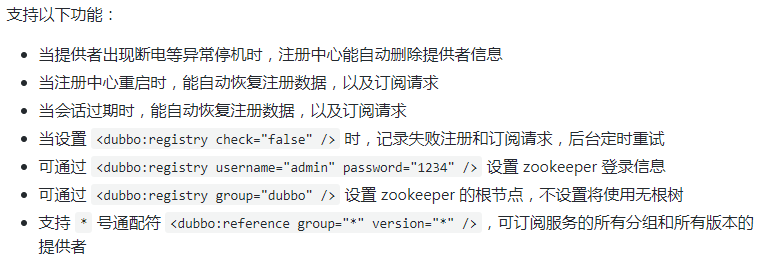 支持以下功能：
当提供者出现断电等异常停机时，注册中心能自动删除提供者信息
当注册中心重启时，能自动恢复注册数据，以及订阅请求
当会话过期时，能自动恢复注册数据，以及订阅请求
当设置 <dubbo:registry check="false" /> 时，记录失败注册和订阅请求，后台定时重试
可通过 <dubbo:registry username="admin" password="1234" /> 设置 zookeeper 登录信息
可通过 <dubbo:registry group="dubbo" /> 设置 zookeeper 的根节点，不设置将使用无根树
支持 * 号通配符 <dubbo:reference group="*" version="*" />，可订阅服务的所有分组和所有版本的
提供者